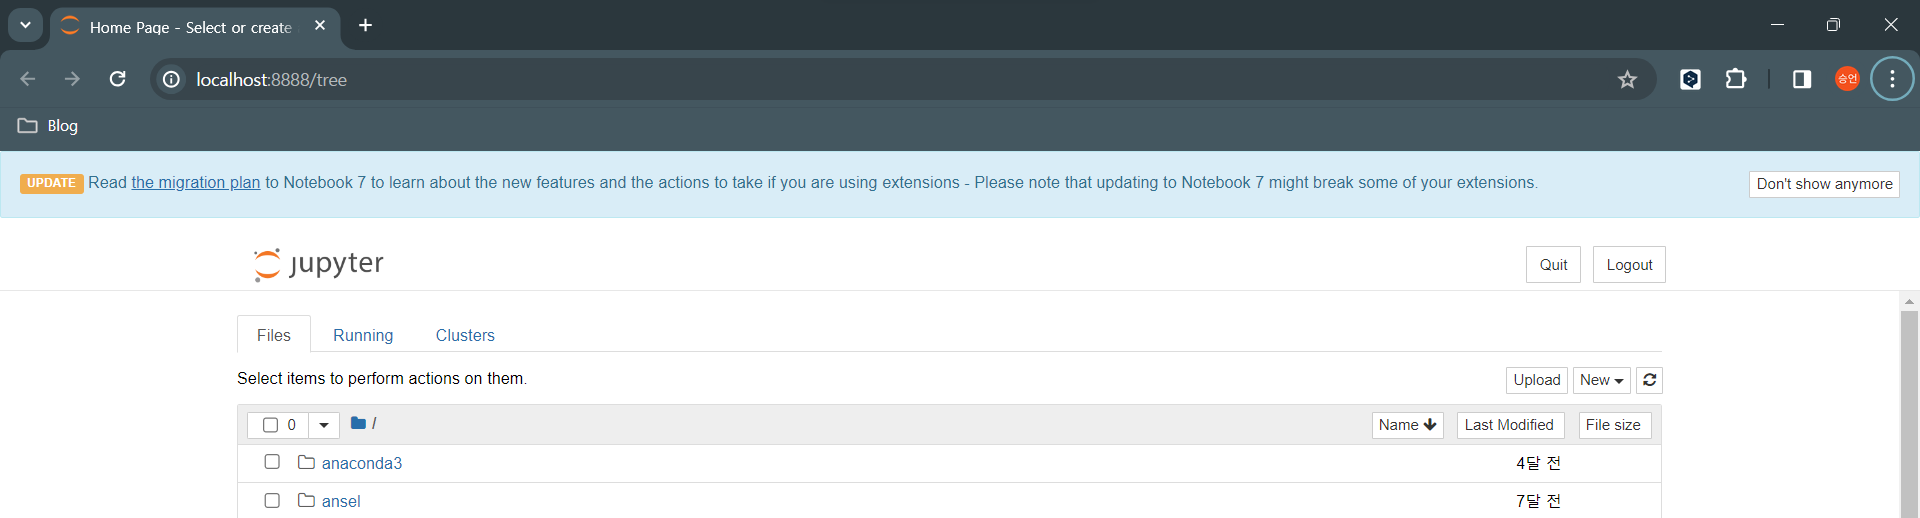 Home Page - Select or create
localhost:8888/tree
승언
Blog
UPDATE Read the migration plan to Notebook 7 to learn about the new features and the actions to take if you are using extensions - Please note that updating to Notebook 7 might break some of your extensions.
Don't show anymore
jupyter
Quit
Logout
Files
Running
Clusters
Select items to perform actions on them.
Upload
New
0
/
Name
Last Modified
File size
anaconda3
4달 전
ansel
7달 전